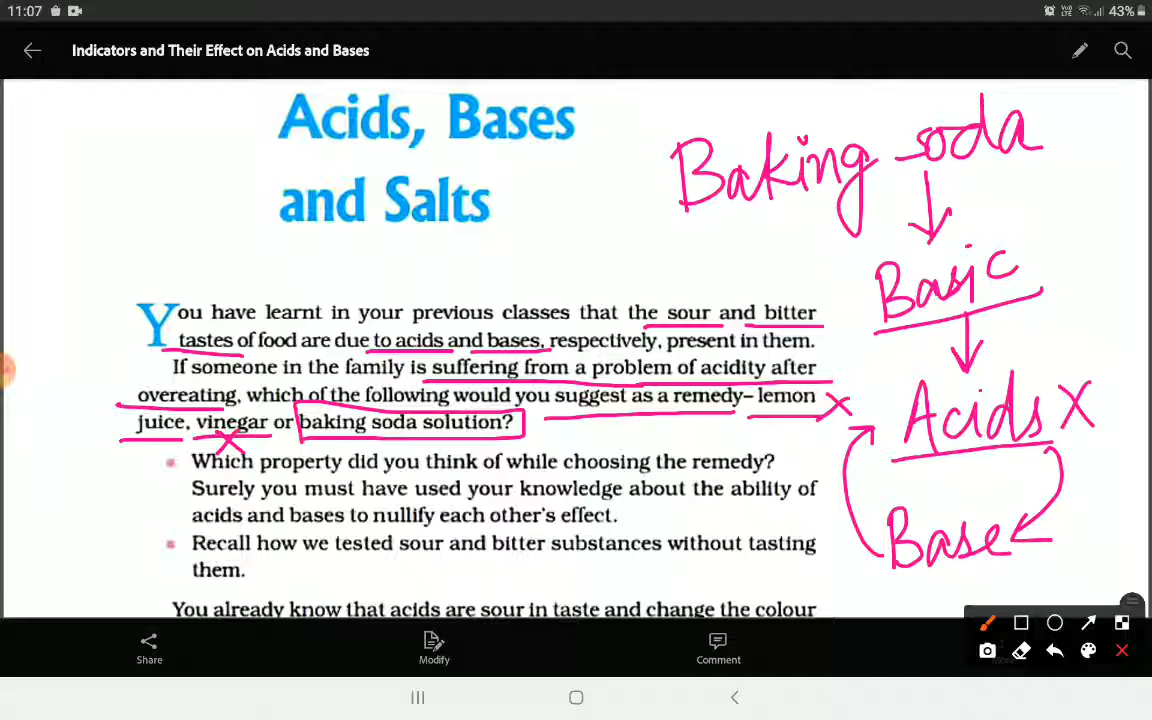 11:07 43%
Indicators and Their Effect on Acids and Bases
Acids, Bases
and Salts
Baking soda
Basic
Acids X
Base
You have learnt in your previous classes that the sour and bitter
tastes of food are due to acids and bases, respectively, present in them.
If someone in the family is suffering from a problem of acidity after
overeating, which of the following would you suggest as a remedy– lemon
juice, vinegar or baking soda solution?
Which property did you think of while choosing the remedy?
Surely you must have used your knowledge about the ability of
acids and bases to nullify each other's effect.
Recall how we tested sour and bitter substances without tasting
them.
You already know that acids are sour in taste and change the colour
Share Modify Comment